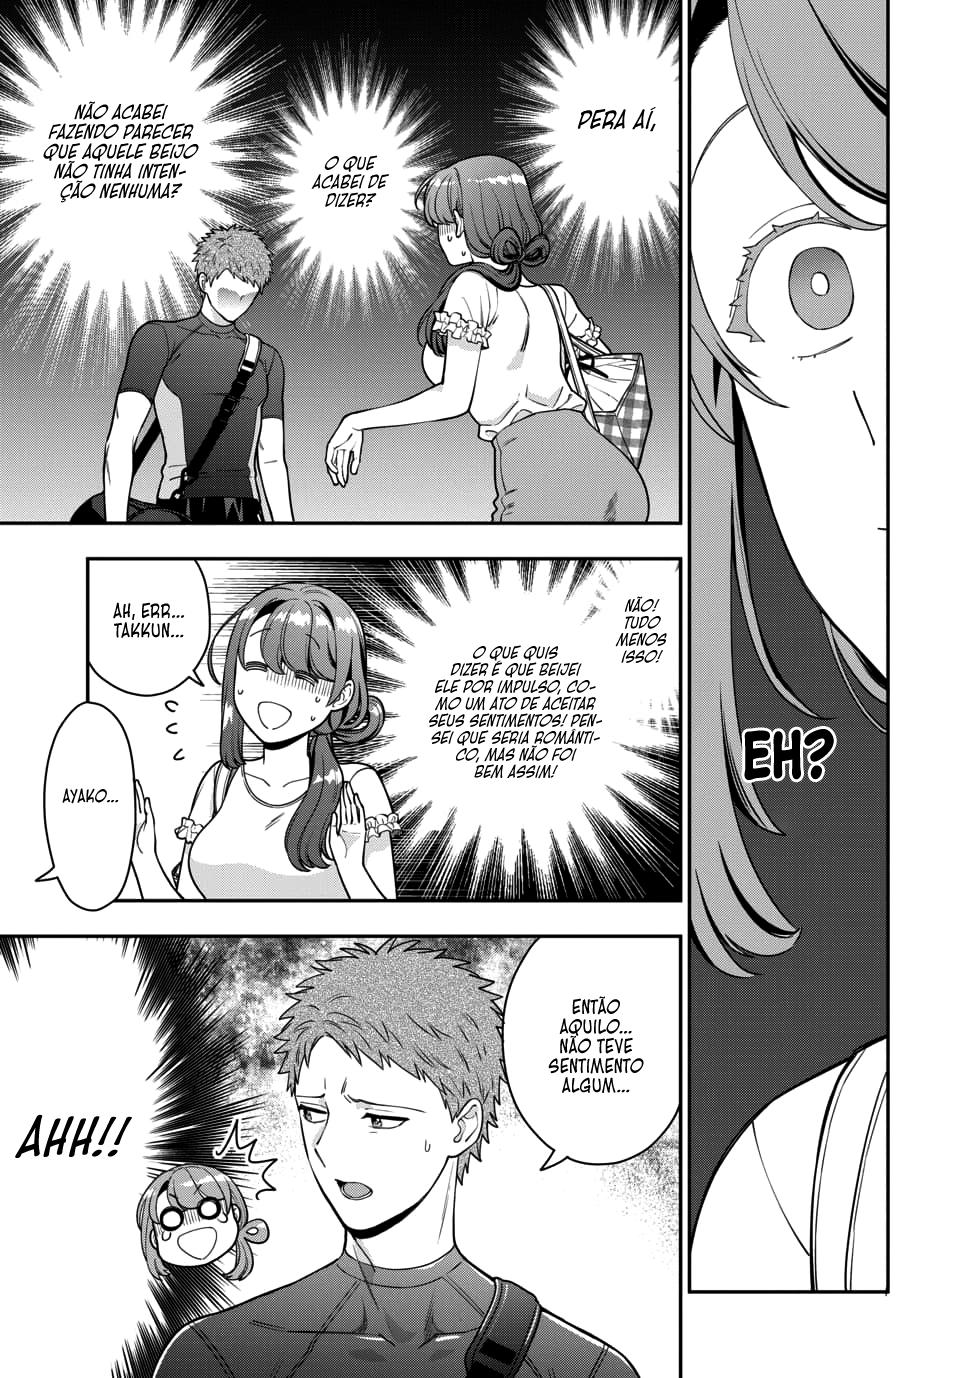 EH?
PERA AÍ,
O QUE
ACABEI DE
DIZER?
NÃO ACABEI
FAZENDO PARECER
QUE AQUELE BEIJO
NÃO TINHA INTEN-
ÇÃO NENHUMA?
NÃO!
TUDO
MENOS
ISSO!
O QUE QUIS
DIZER É QUE BEIJEI
ELE POR IMPULSO, CO-
MO UM ATO DE ACEITAR
SEUS SENTIMENTOS! PEN-
SEI QUE SERIA ROMÂNTI-
CO, MAS NÃO FOI
BEM ASSIM!
AH, ERR...
TAKKUN...
AYAKO...
ENTÃO
AQUILO...
NÃO TEVE
SENTIMENTO
ALGUM...
AHH!!